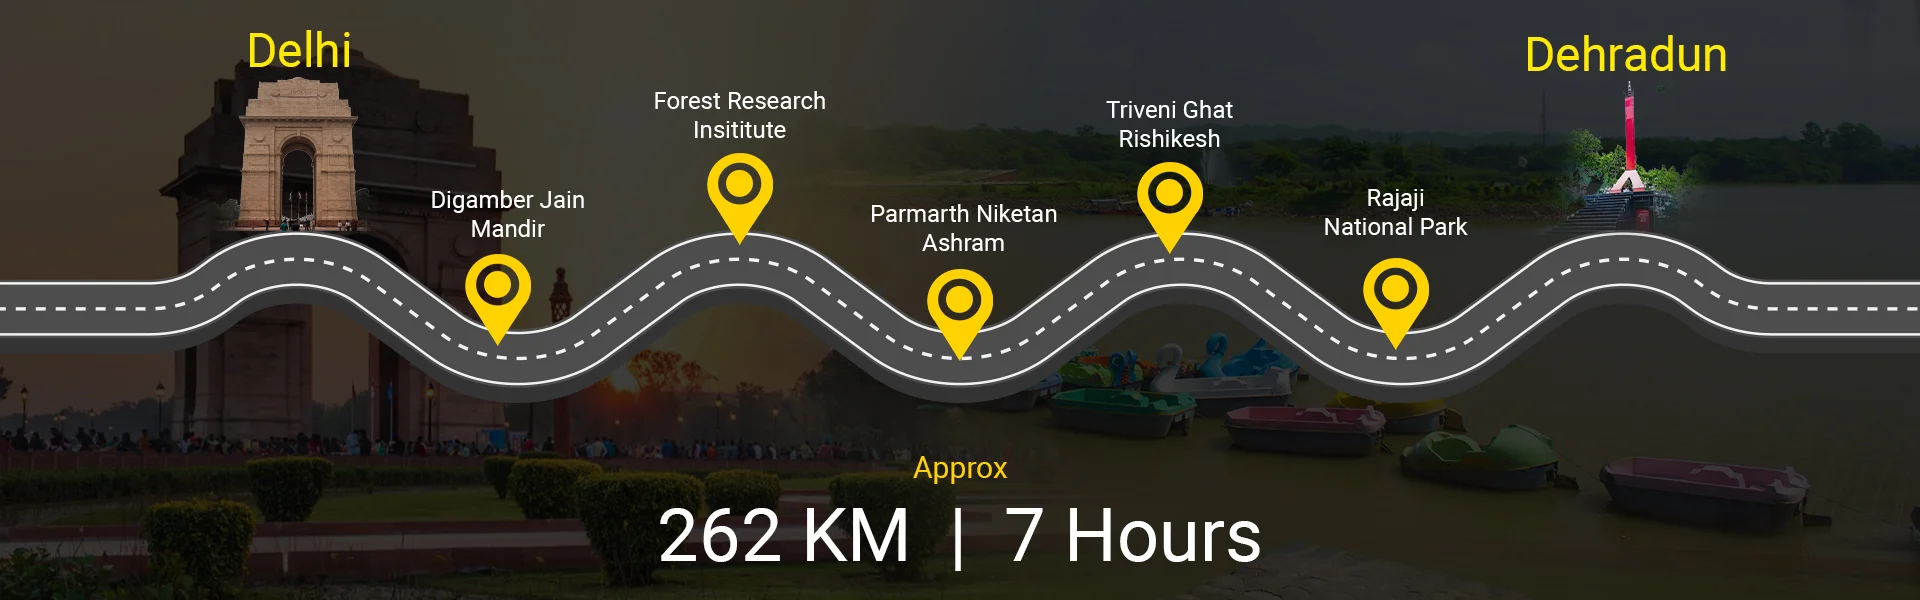 Delhi
Dehradun
Forest Research
Insititute
Triveni Ghat
Rishikesh
Digamber Jain
Mandir
Parmarth Niketan
Ashram
Rajaji
National Park
Approx
262 KM | 7 Hours